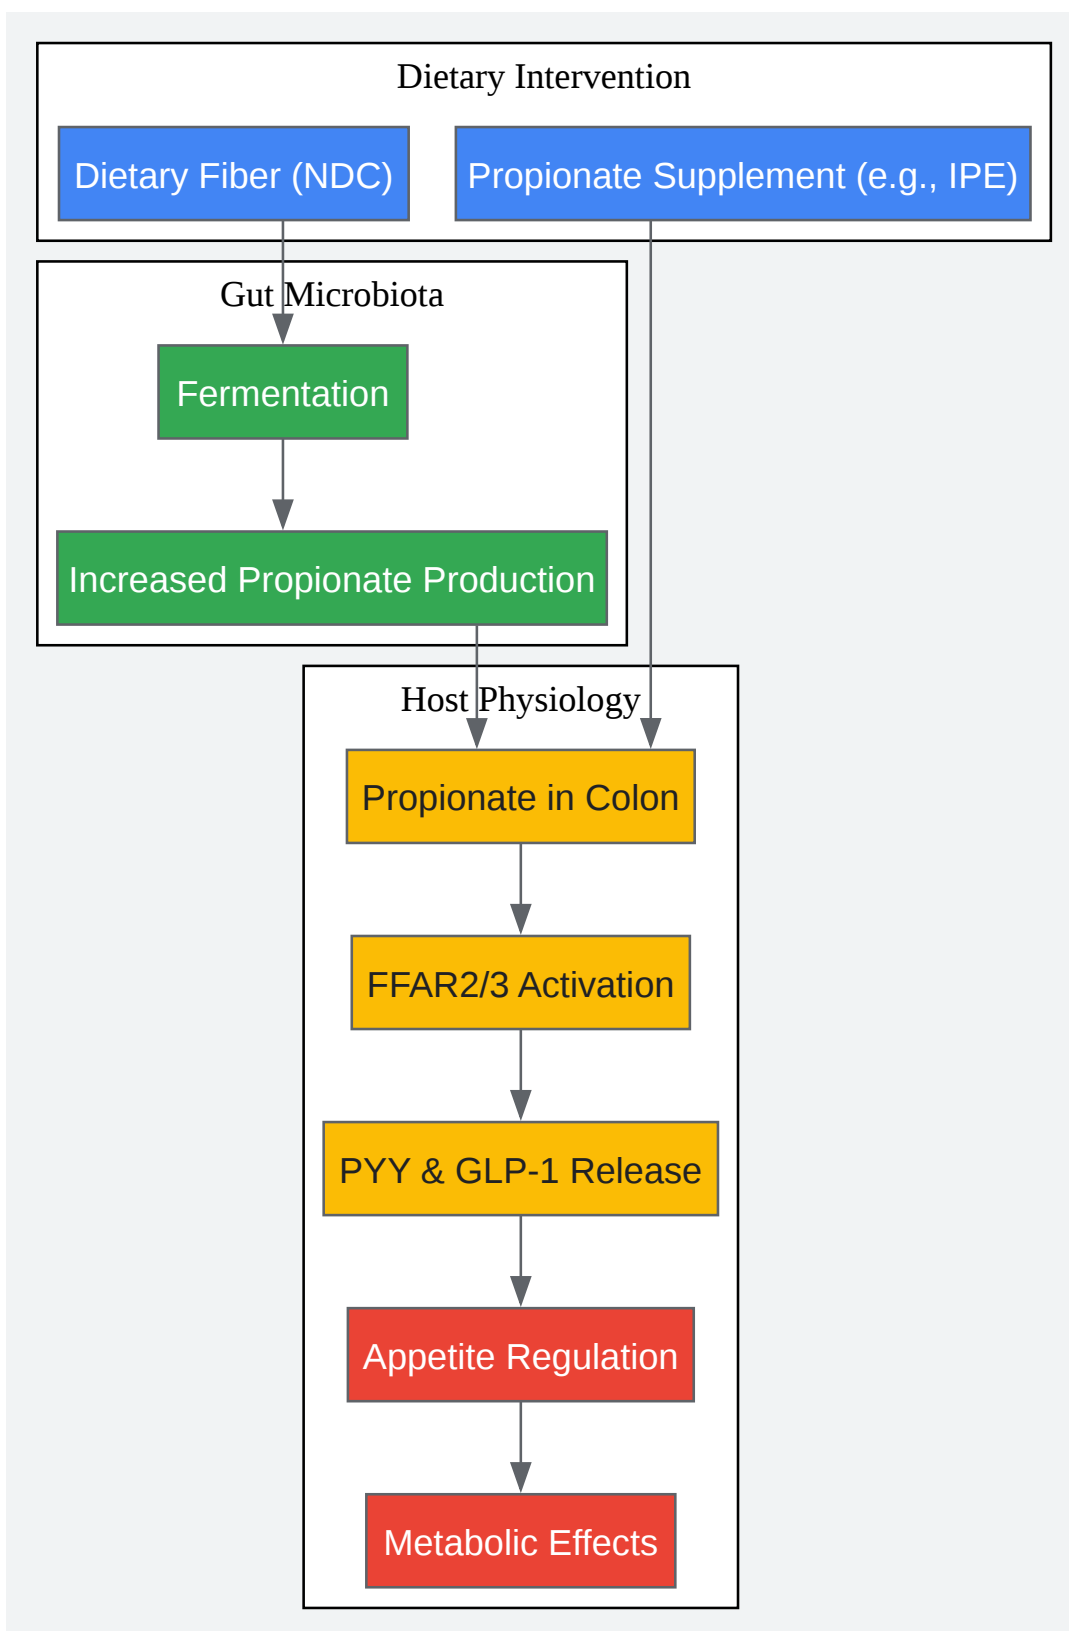 Dietary Intervention
Dietary Fiber (NDC)
Propionate Supplement (e.g., IPE)
Gut Microbiota
Fermentation
Increased Propionate Production
Host Physiology
Propionate in Colon
FFAR2/3 Activation
PYY & GLP-1 Release
Appetite Regulation
Metabolic Effects